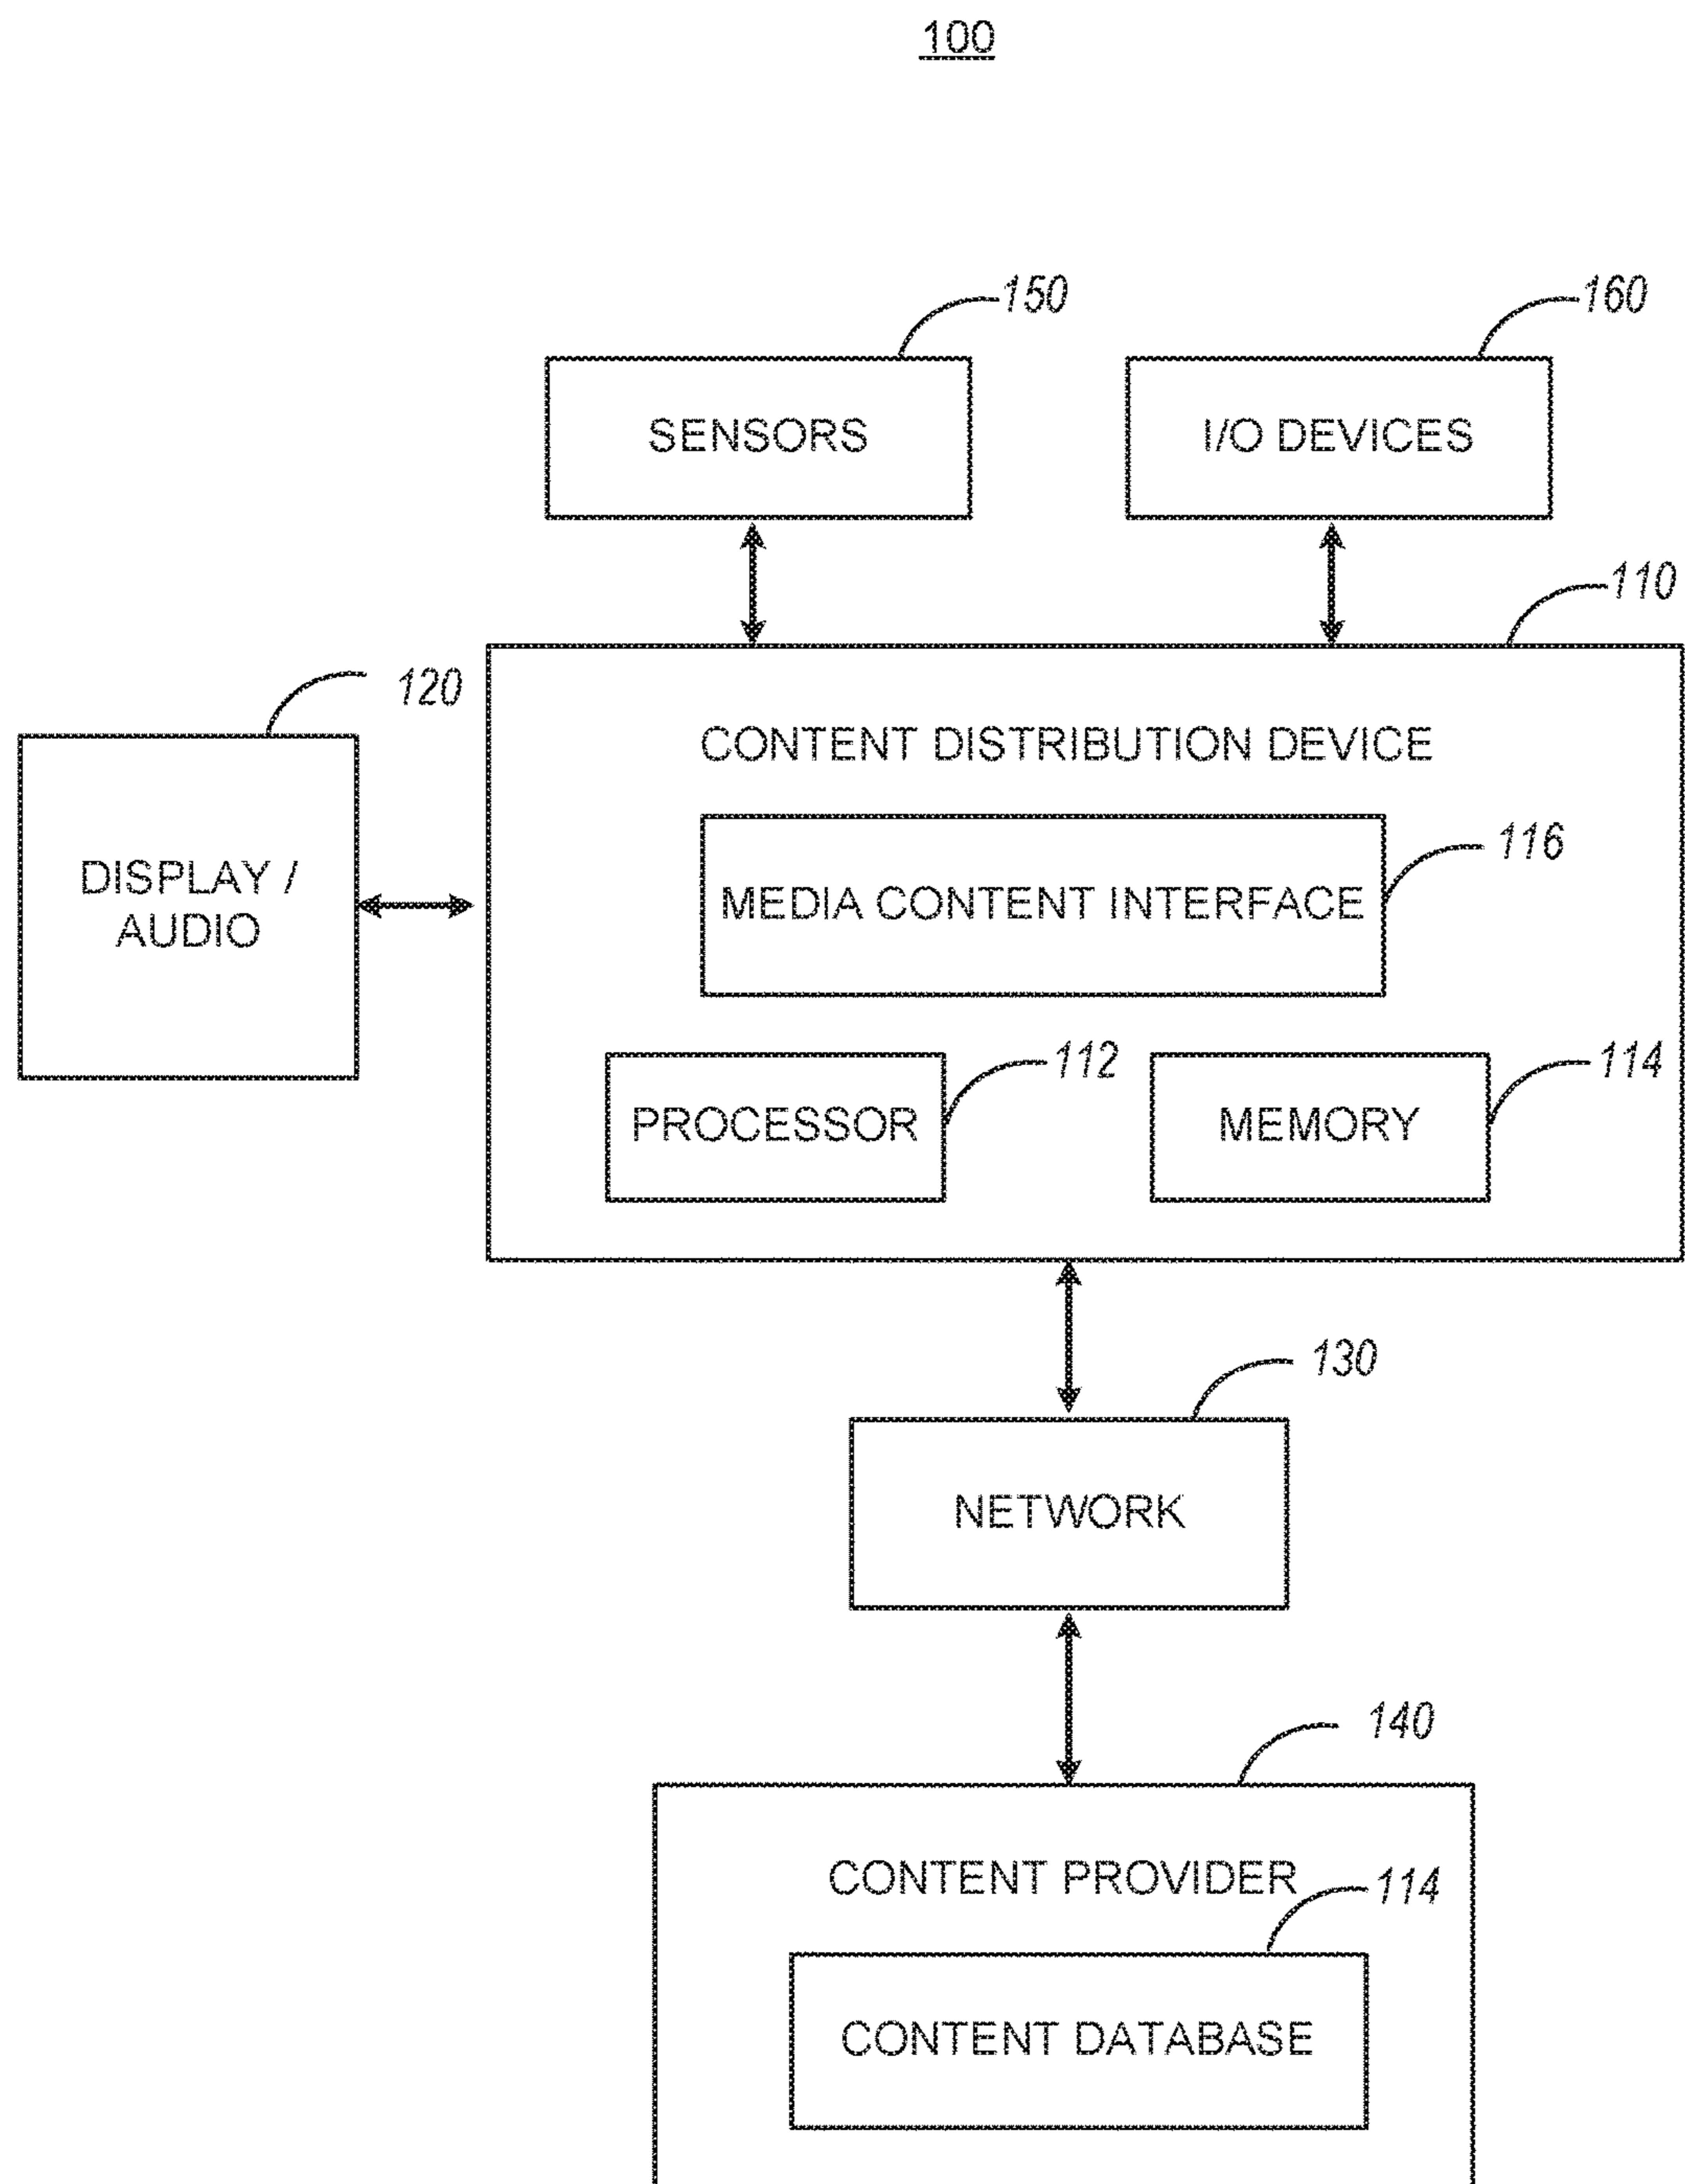 100
150
160
SENSORS
I/O DEVICES
110
120
CONTENT DISTRIBUTION DEVICE
116
DISPLAY /
AUDIO
MEDIA CONTENT INTERFACE
112
114
PROCESSOR
MEMORY
130
NETWORK
140
CONTENT PROVIDER
114
CONTENT DATABASE